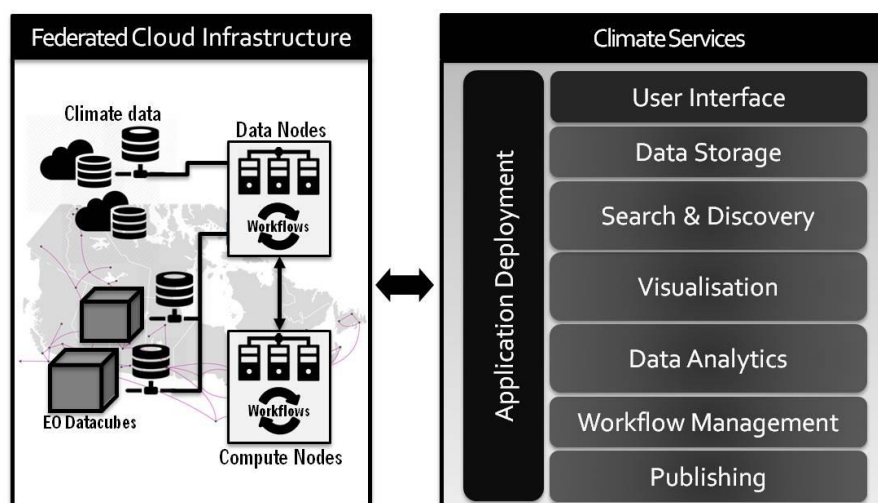 Federated Cloud Infrastructure
Climate data
Data Nodes
Workflows
Workflows
EO Datacubes
Compute Nodes
Climate Services
Application Deployment
User Interface
Data Storage
Search & Discovery
Visualisation
Data Analytics
Workflow Management
Publishing